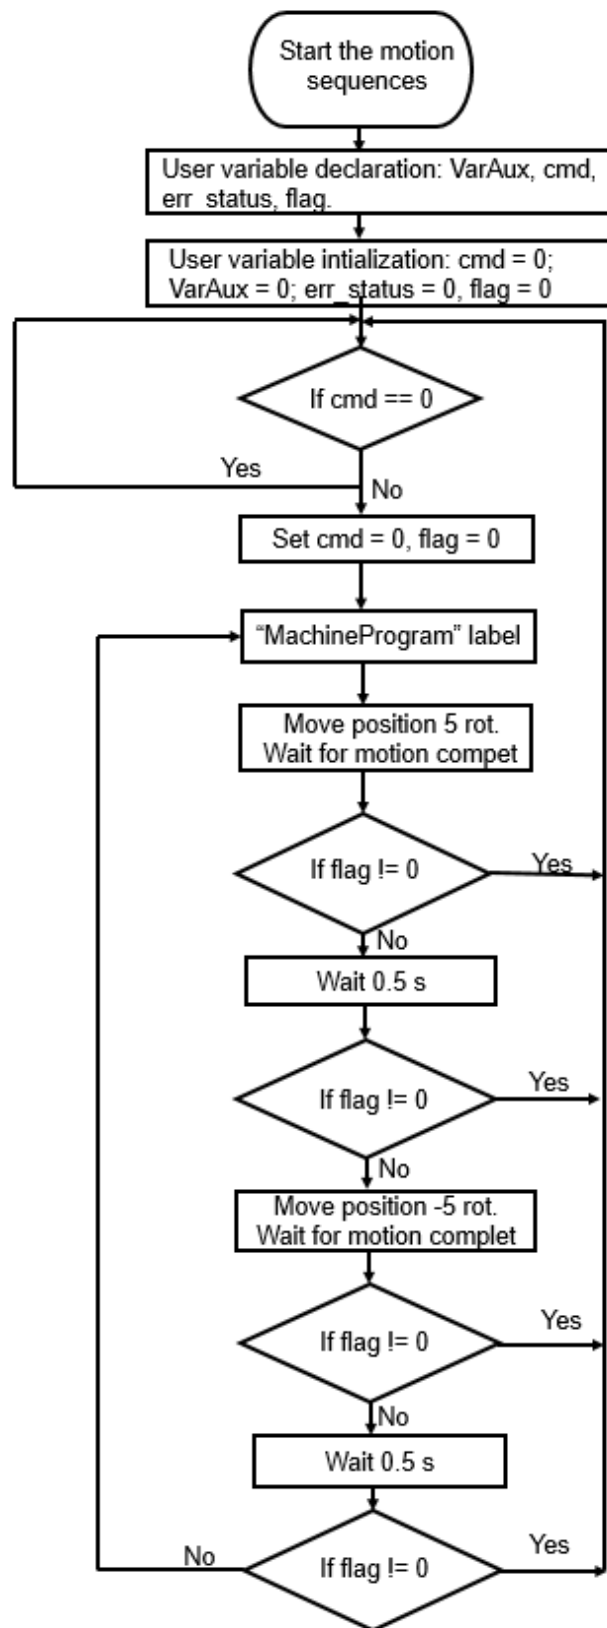 Start the motion
sequences
User variable declaration: VarAux, cmd,
err_status, flag.
User variable intialization: cmd = 0;
VarAux = 0; err_status = 0, flag = 0
If cmd == 0
Yes
No
Set cmd = 0, flag = 0
“MachineProgram” label
Move position 5 rot.
Wait for motion compet
If flag != 0
Yes
No
Wait 0.5 s
If flag != 0
Yes
No
Move position -5 rot.
Wait for motion complet
If flag != 0
Yes
No
Wait 0.5 s
If flag != 0
Yes
No